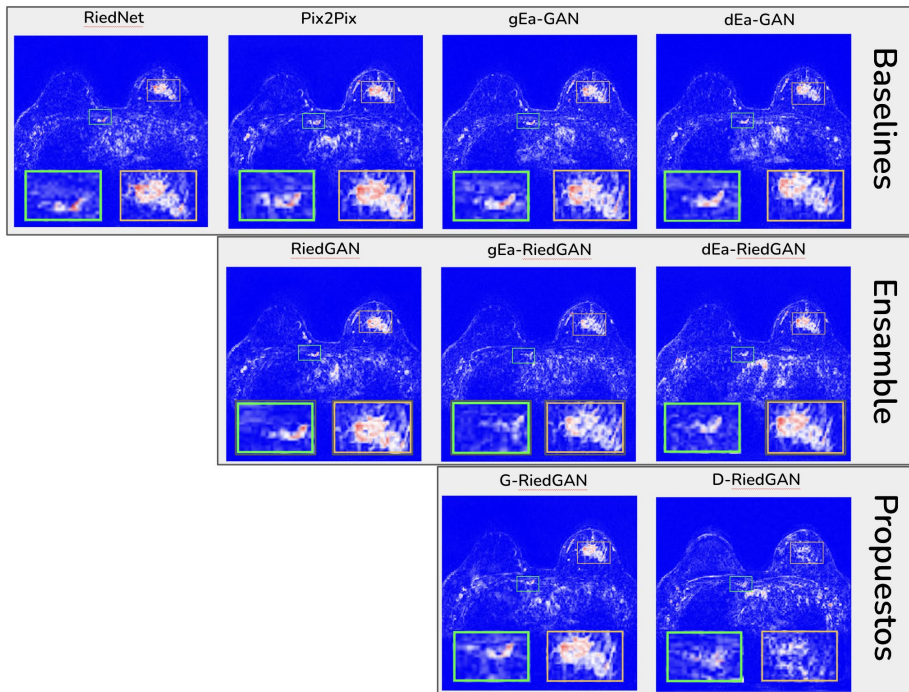 RiedNet Pix2Pix gEa-GAN dEa-GAN
Baselines
RiedGAN gEa-RiedGAN dEa-RiedGAN
Ensamble
G-RiedGAN D-RiedGAN
Propuestos